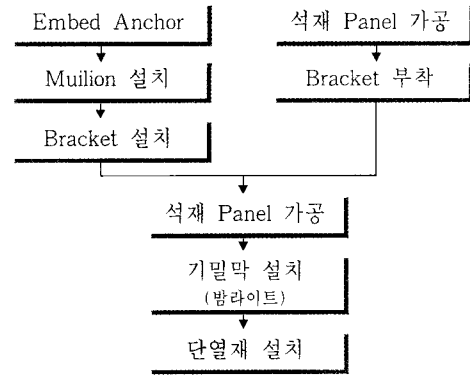 Embed Anchor
석재 Panel 가공
Muilion 설치
Bracket 부착
Bracket 설치
석재 Panel 가공
기밀막 설치
(밤라이트)
단열재 설치